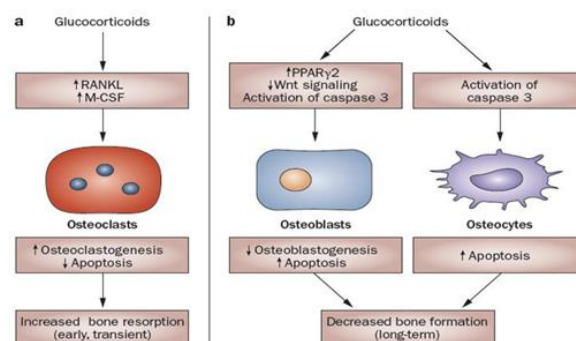 a
Glucocorticoids
↑RANKL
↑M-CSF
Osteoclasts
↑ Osteoclastogenesis
↓ Apoptosis
Increased bone resorption
(early, transient)
b
Glucocorticoids
↑PPARγ2
↓Wnt signaling
Activation of caspase 3
Activation of
caspase 3
Osteoblasts
Osteocytes
↓ Osteoblastogenesis
↑ Apoptosis
↑ Apoptosis
Decreased bone formation
(long-term)